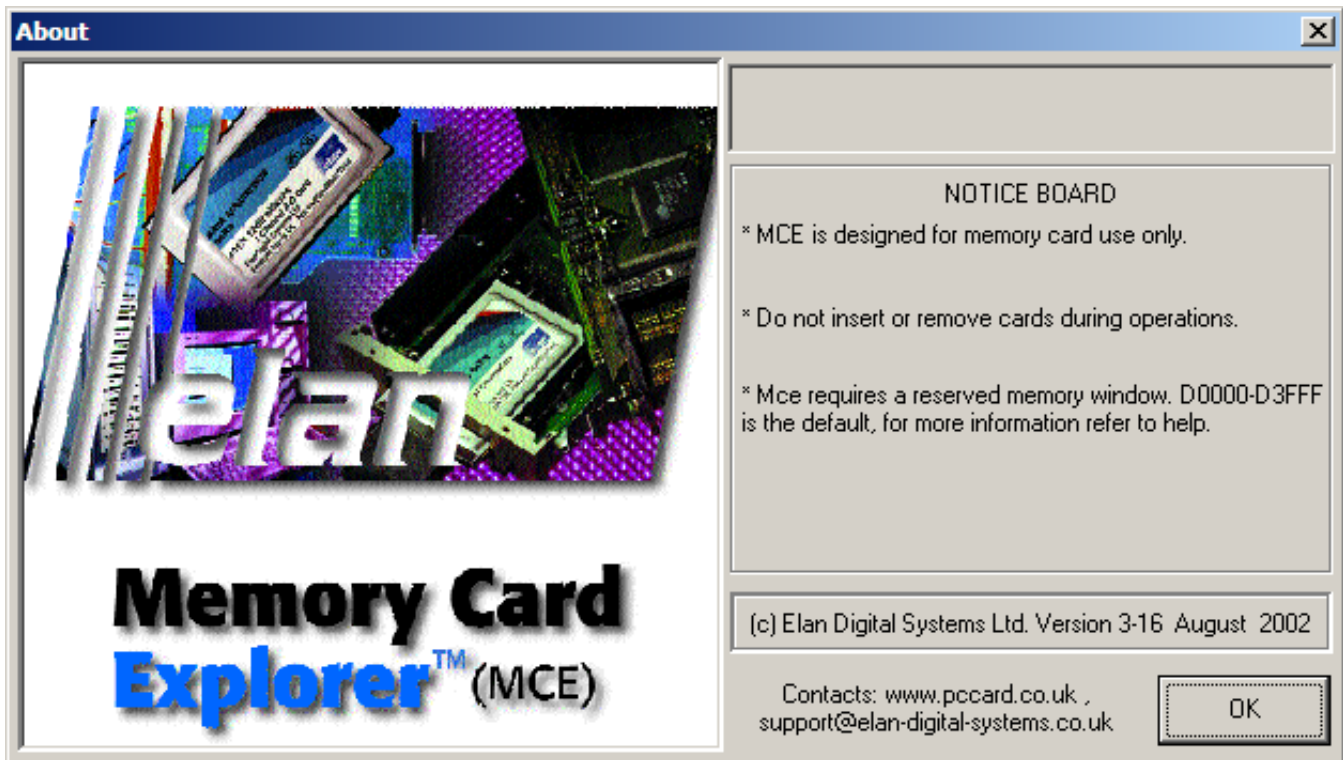 About
elan
Memory Card
Explorer™ (MCE)
NOTICE BOARD
* MCE is designed for memory card use only.
* Do not insert or remove cards during operations.
* Mce requires a reserved memory window. D0000-D3FFF
is the default, for more information refer to help.
(c) Elan Digital Systems Ltd. Version 3-16 August 2002
Contacts: www.pccard.co.uk ,
support@elan-digital-systems.co.uk
OK